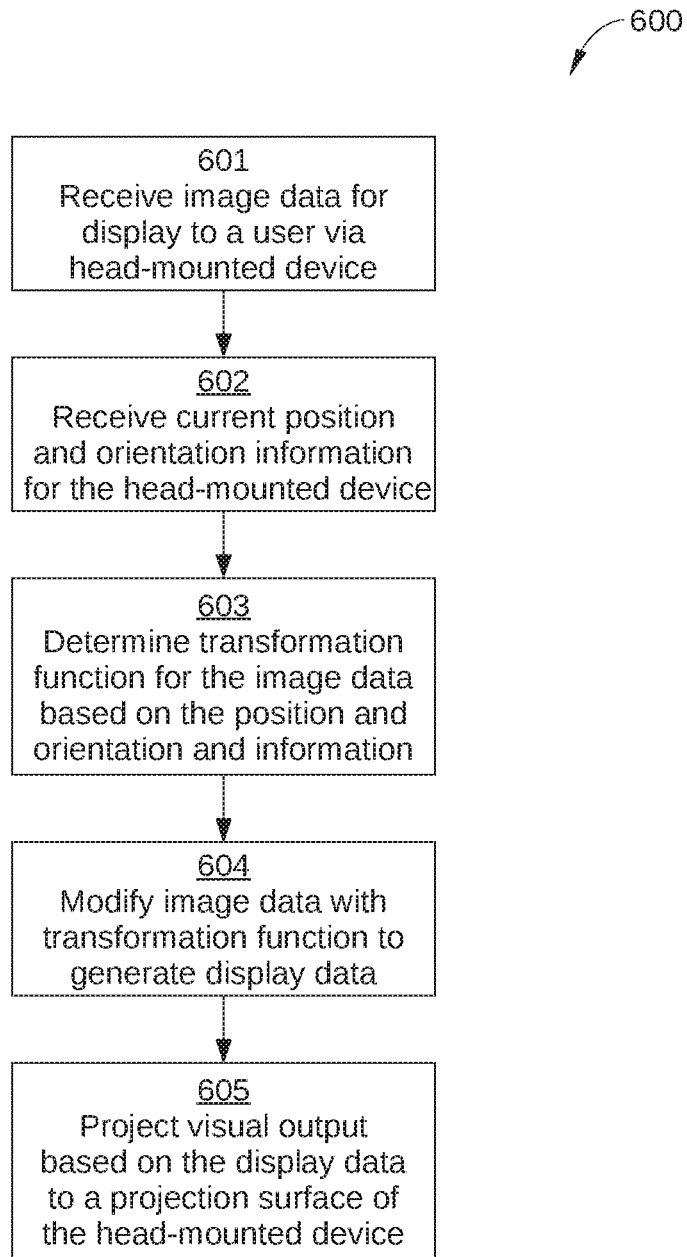 600
601
Receive image data for
display to a user via
head-mounted device
602
Receive current position
and orientation information
for the head-mounted device
603
Determine transformation
function for the image data
based on the position and
orientation and information
604
Modify image data with
transformation function to
generate display data
605
Project visual output
based on the display data
to a projection surface of
the head-mounted device